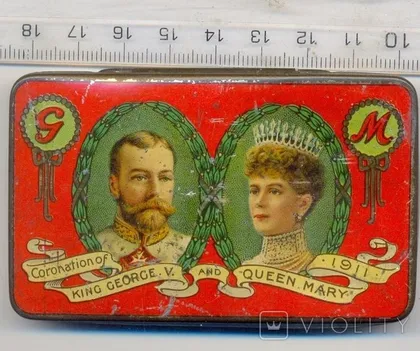 18 17 16 15 14 13 12 11 10
G M
Coronation of KING GEORGE.V. AND QUEEN MARY. 1911.
VIOLITY